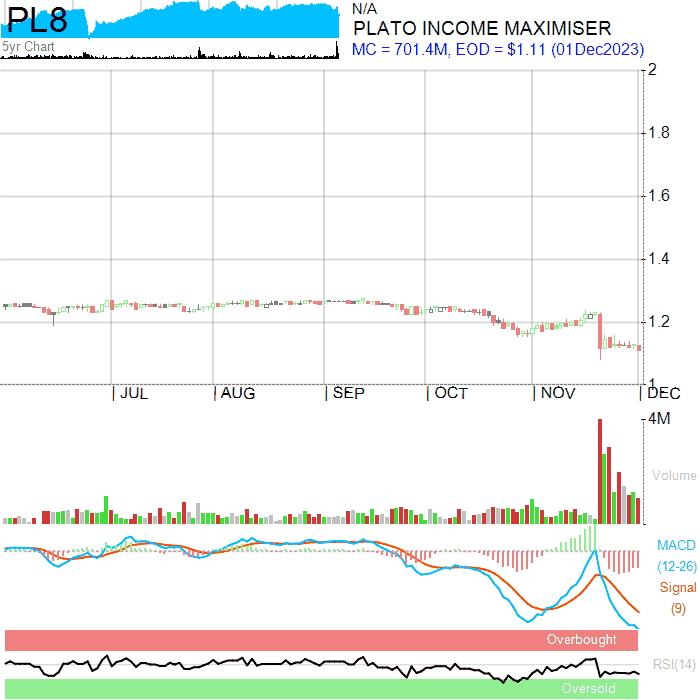 PL8
5yr Chart
N/A
PLATO INCOME MAXIMISER
MC = 701.4M, EOD = $1.11 (01Dec2023)
2
1.8
1.6
1.4
1.2
1
JUL AUG SEP OCT NOV DEC
4M
Volume
MACD
(12-26)
Signal
(9)
Overbought
RSI(14)
Oversold